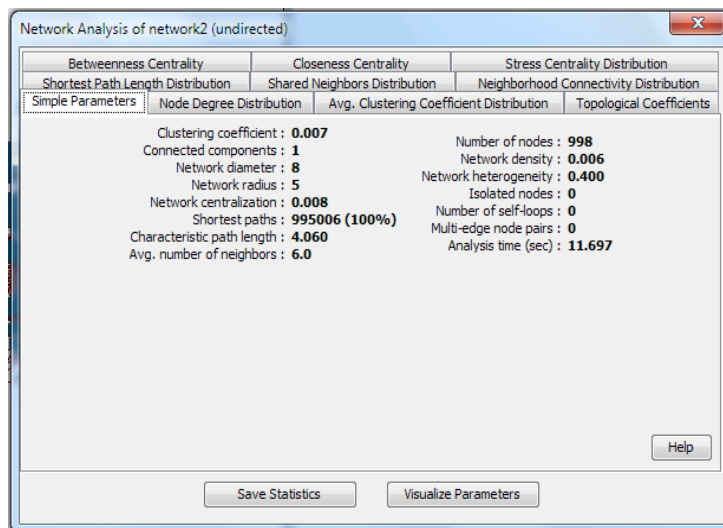 Network Analysis of network2 (undirected)
Betweenness Centrality
Closeness Centrality
Stress Centrality Distribution
Shortest Path Length Distribution
Shared Neighbors Distribution
Neighborhood Connectivity Distribution
Simple Parameters
Node Degree Distribution
Avg. Clustering Coefficient Distribution
Topological Coefficients
Clustering coefficient : 0.007
Connected components : 1
Network diameter : 8
Network radius : 5
Network centralization : 0.008
Shortest paths : 995006 (100%)
Characteristic path length : 4.060
Avg. number of neighbors : 6.0
Number of nodes : 998
Network density : 0.006
Network heterogeneity : 0.400
Isolated nodes : 0
Number of self-loops : 0
Multi-edge node pairs : 0
Analysis time (sec) : 11.697
Help
Save Statistics
Visualize Parameters